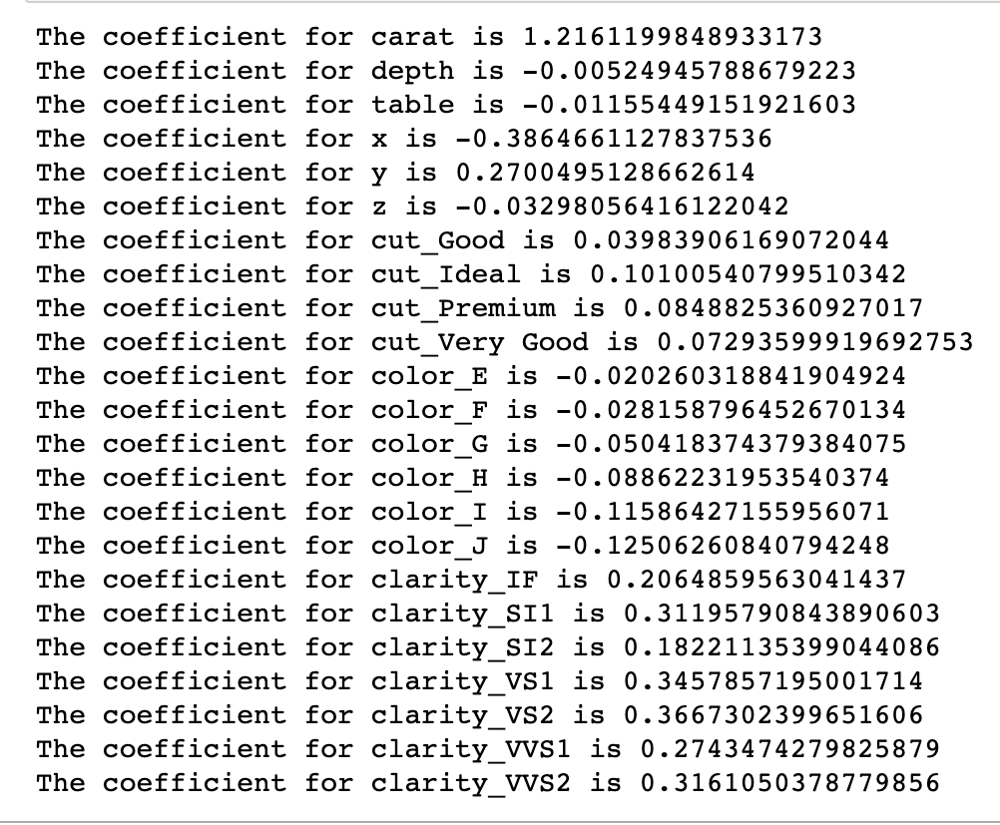 The coefficient for carat is 1.2161199848933173
The coefficient for depth is -0.00524945788679223
The coefficient for table is -0.01155449151921603
The coefficient for x is -0.3864661127837536
The coefficient for y is 0.2700495128662614
The coefficient for z is -0.03298056416122042
The coefficient for cut_Good is 0.03983906169072044
The coefficient for cut_Ideal is 0.10100540799510342
The coefficient for cut_Premium is 0.0848825360927017
The coefficient for cut_Very Good is 0.07293599919692753
The coefficient for color_E is -0.020260318841904924
The coefficient for color_F is -0.028158796452670134
The coefficient for color_G is -0.050418374379384075
The coefficient for color_H is -0.08862231953540374
The coefficient for color_I is -0.11586427155956071
The coefficient for color_J is -0.12506260840794248
The coefficient for clarity_IF is 0.2064859563041437
The coefficient for clarity_SI1 is 0.31195790843890603
The coefficient for clarity_SI2 is 0.18221135399044086
The coefficient for clarity_VS1 is 0.3457857195001714
The coefficient for clarity_VS2 is 0.3667302399651606
The coefficient for clarity_VVS1 is 0.2743474279825879
The coefficient for clarity_VVS2 is 0.3161050378779856